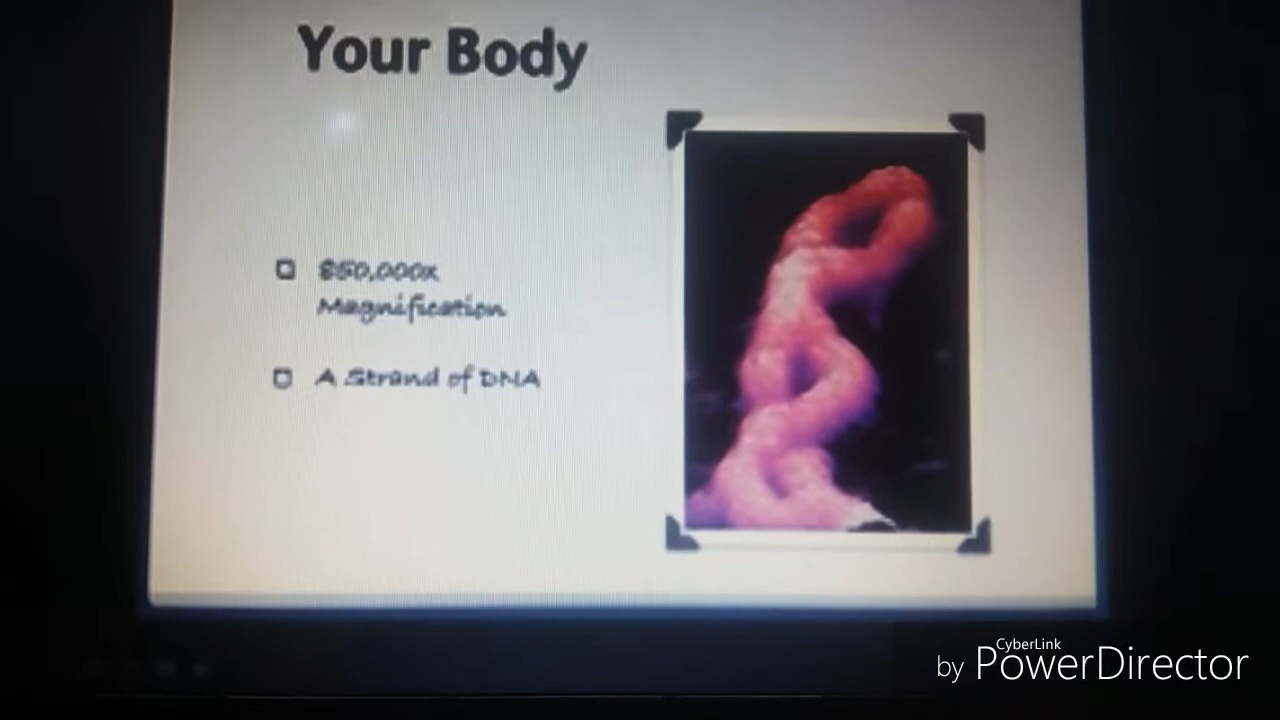 Your Body
850,000x
Magnification
A Strand of DNA
CyberLink
by PowerDirector